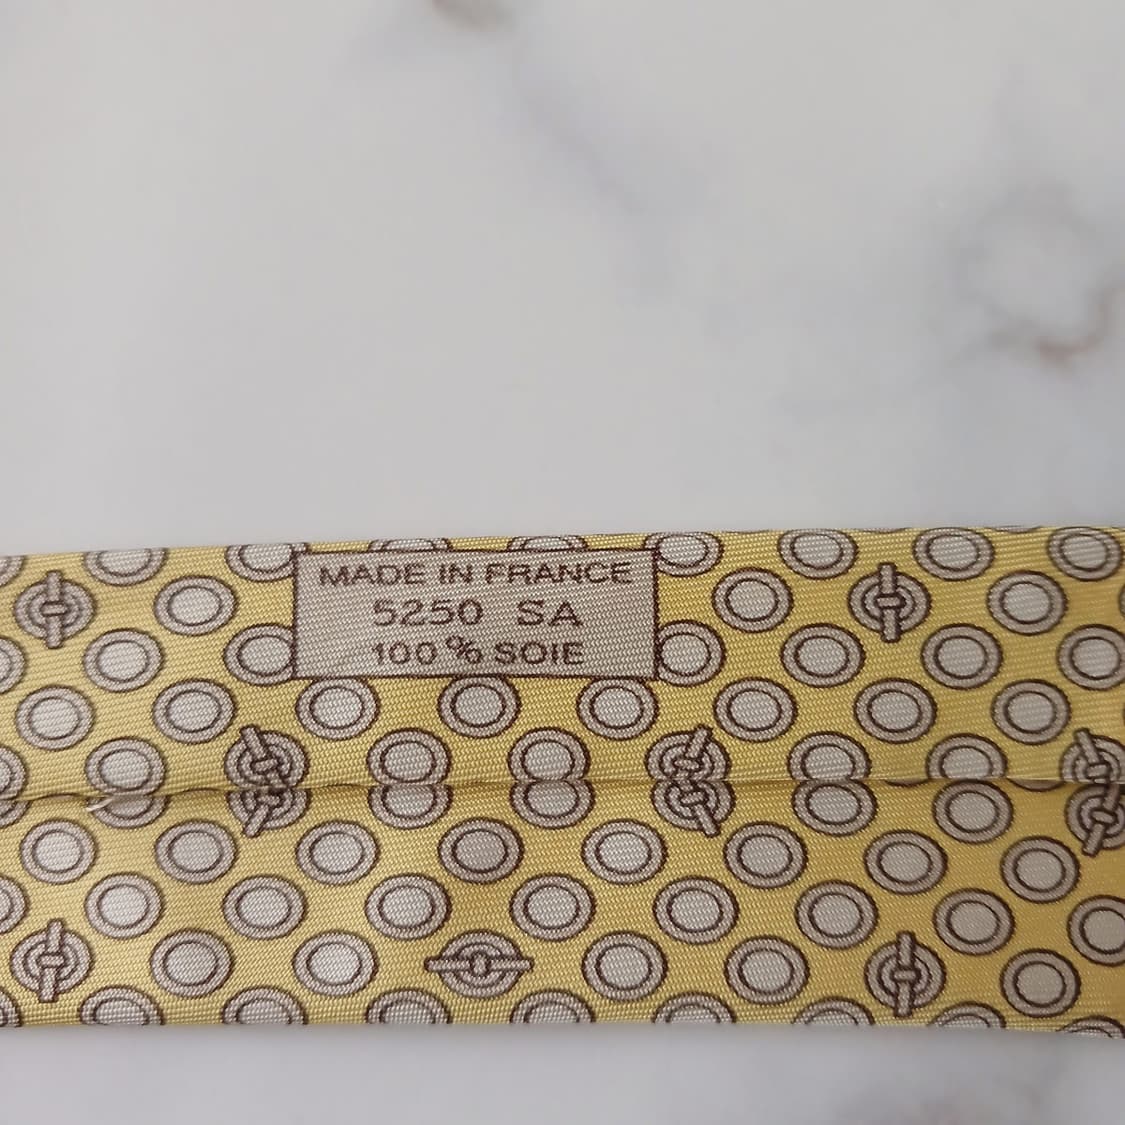 MADE IN FRANCE
5250 SA
100 % SOIE